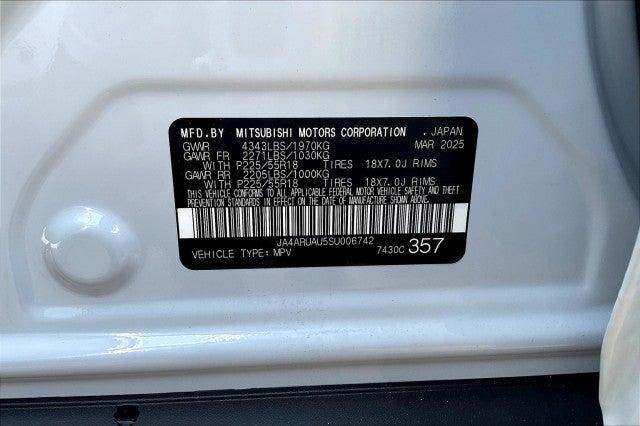 MFD.BY MITSUBISHI MOTORS CORPORATION . JAPAN
GVWR 4343LBS/1970KG MAR 2025
GAWR FR 2271LBS/1030KG
WITH P225/55R18 TIRES 18X7.0J RIMS
GAWR RR 2205LBS/1000KG
WITH P225/55R18 TIRES 18X7.0J RIMS
THIS VEHICLE CONFORMS TO ALL APPLICABLE FEDERAL MOTOR VEHICLE SAFETY AND THEFT
PREVENTION STANDARDS IN EFFECT ON THE DATE OF MANUFACTURE SHOWN ABOVE.
JA4ARUAU5SU006742
VEHICLE TYPE: MPV 7430C 357